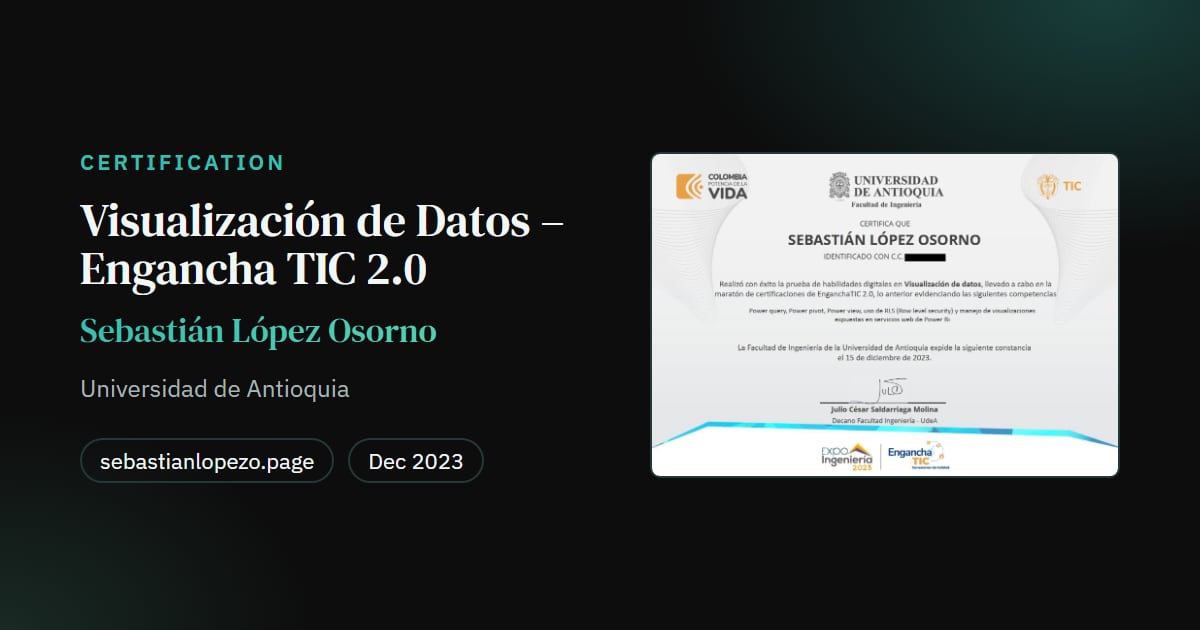 CERTIFICATION
Visualización de Datos –
Engancha TIC 2.0
Sebastián López Osorno
Universidad de Antioquia
sebastianlopezo.page
Dec 2023
COLOMBIA
POTENCIA DE LA
VIDA
UNIVERSIDAD
DE ANTIOQUIA
Facultad de Ingeniería
TIC
CERTIFICA QUE
SEBASTIÁN LÓPEZ OSORNO
IDENTIFICADO CON C.C.
Realizó con éxito la prueba de habilidades digitales en Visualización de datos, llevado a cabo en la
maratón de certificaciones de EnganchaTIC 2.0, lo anterior evidenciando las siguientes competencias
Power query, Power pivot, Power view, uso de RLS (Row level security) y manejo de visualizaciones
expuestas en servicios web de Power Bi
La Facultad de Ingeniería de la Universidad de Antioquia expide la siguiente constancia
el 15 de diciembre de 2023.
Julio César Saldarriaga Molina
Decano Facultad Ingeniería - UdeA
EXPO
Ingeniería
2023
Engancha
TIC